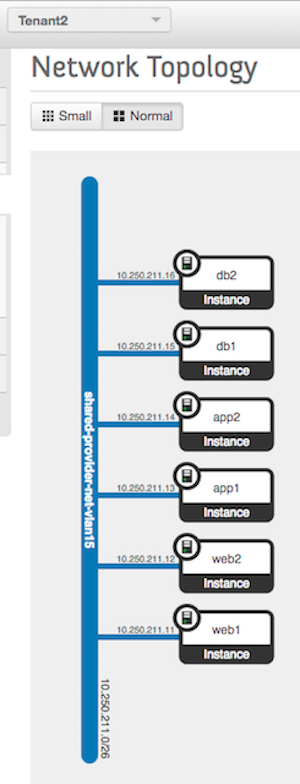 Tenant2
Network Topology
Small
Normal
10.250.211.16
db2
Instance
10.250.211.15
db1
Instance
10.250.211.14
app2
Instance
10.250.211.13
app1
Instance
10.250.211.12
web2
Instance
10.250.211.11
web1
Instance
shared-provider-net-vlan15
10.250.211.0/26